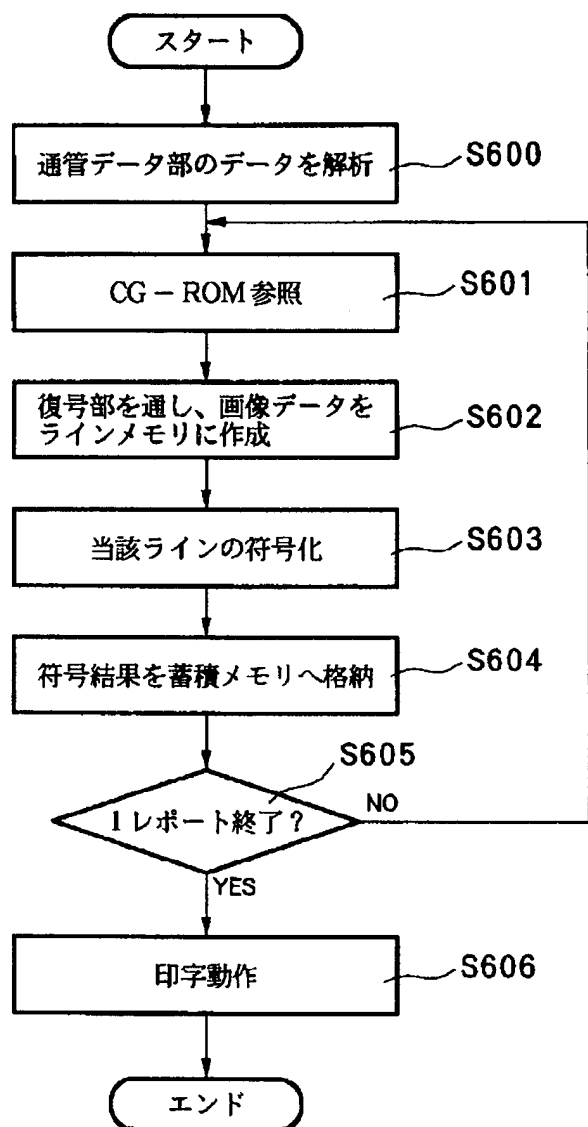 スタート
通管データ部のデータを解析
S600
CG－ROM参照
S601
復号部を通し、画像データを
ラインメモリに作成
S602
当該ラインの符号化
S603
符号結果を蓄積メモリへ格納
S604
S605
1レポート終了？
NO
YES
印字動作
S606
エンド